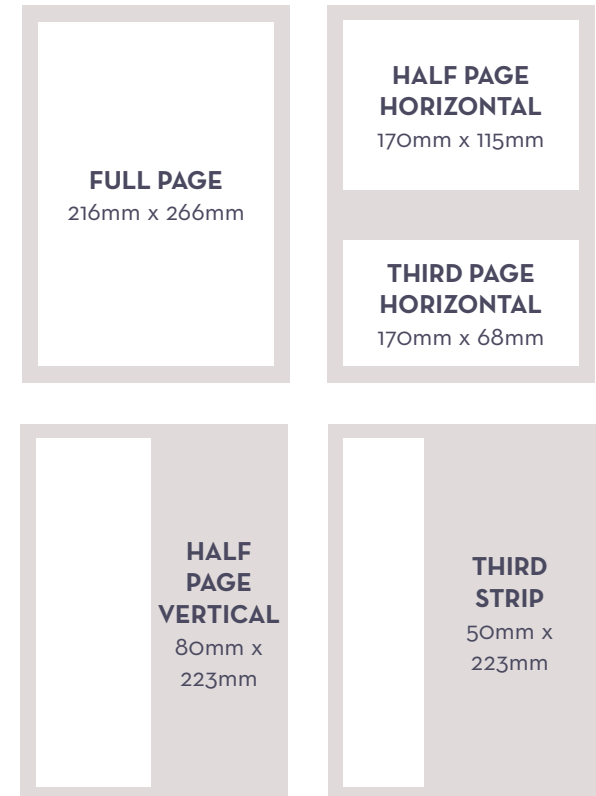 FULL PAGE
216mm x 266mm
HALF PAGE
HORIZONTAL
170mm x 115mm
THIRD PAGE
HORIZONTAL
170mm x 68mm
HALF
PAGE
VERTICAL
80mm x
223mm
THIRD
STRIP
50mm x
223mm